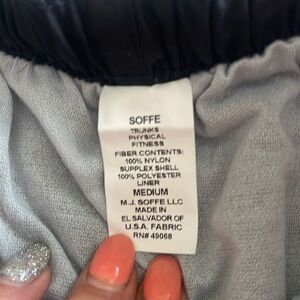 SOFFE
TRUNKS
PHYSICAL
FITNESS
FIBER CONTENTS:
100% NYLON
SUPPLEX SHELL
100% POLYESTER
LINER
MEDIUM
M.J. SOFFE LLC
MADE IN
EL SALVADOR OF
U.S.A. FABRIC
RN# 49068